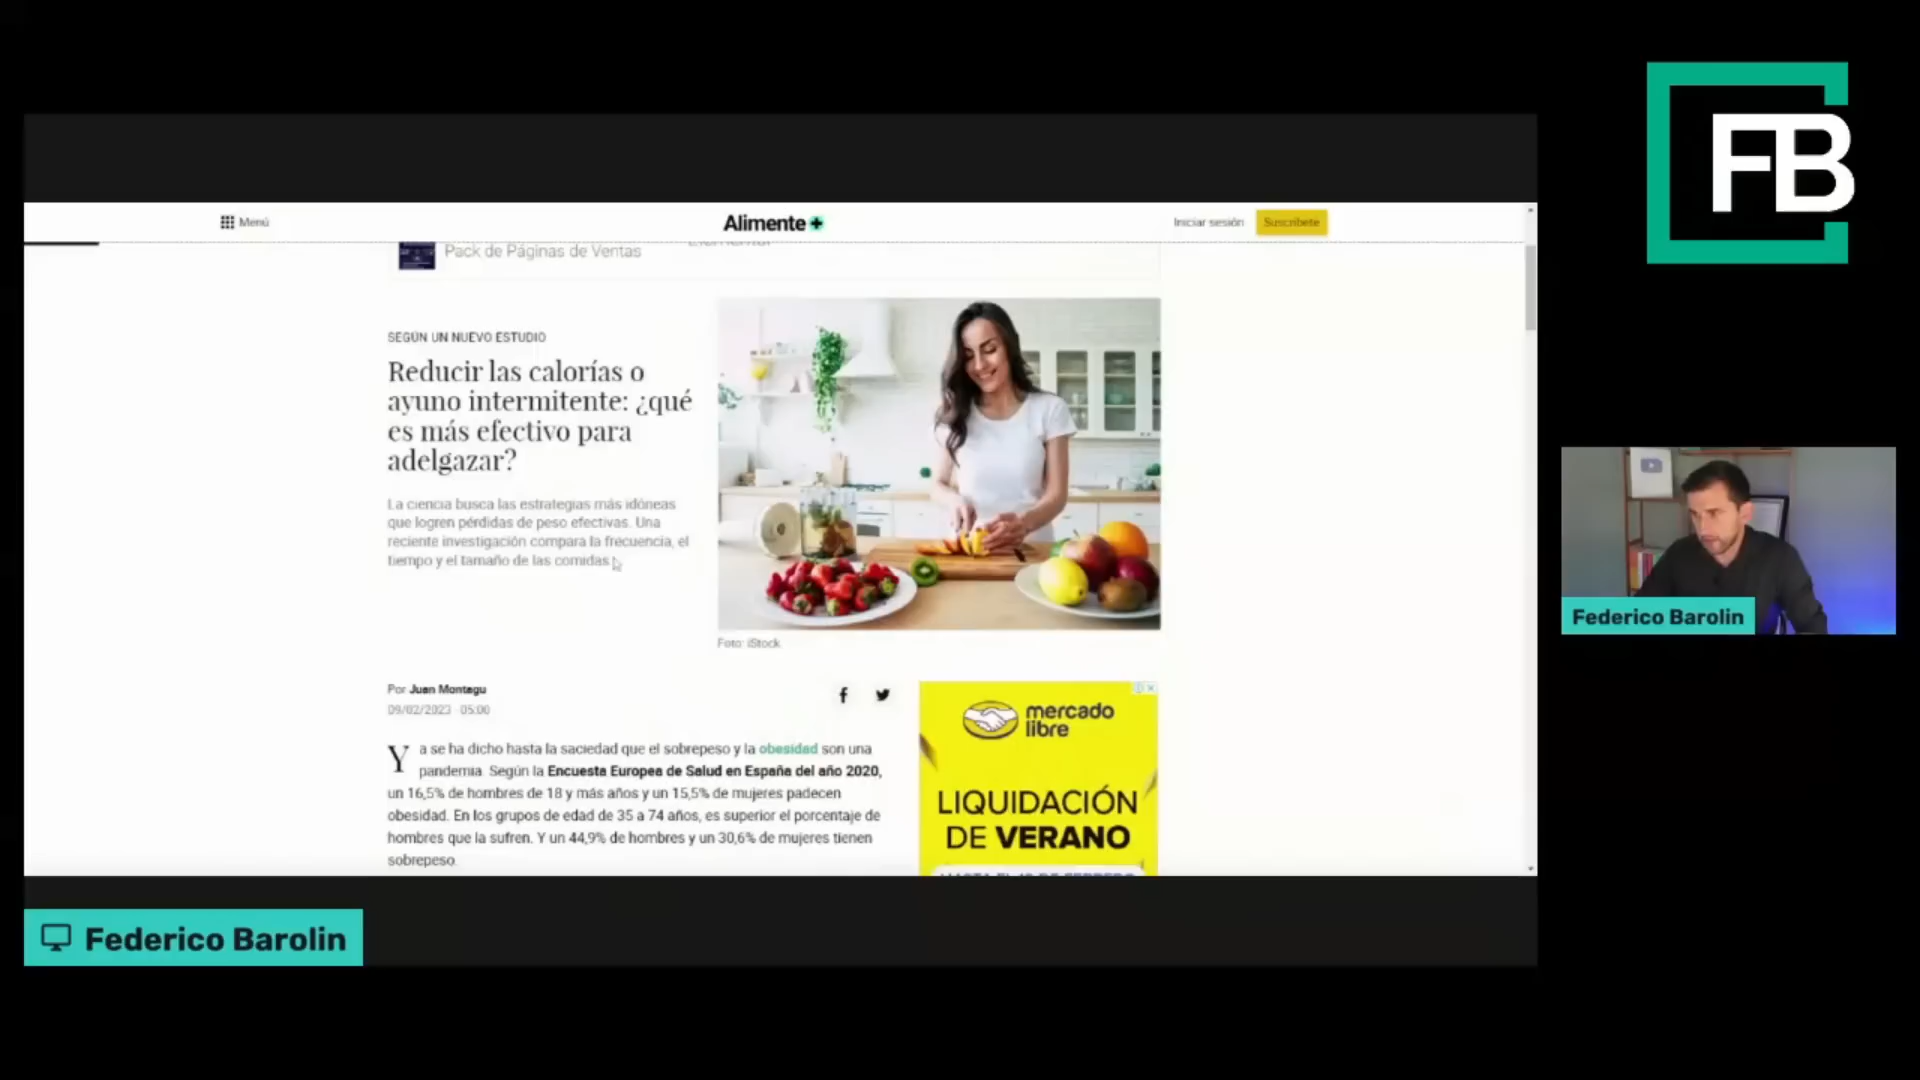 FB
Menú
Alimente+
Iniciar sesión
Suscríbete
Pack de Páginas de Ventas
SEGÚN UN NUEVO ESTUDIO
Reducir las calorías o
ayuno intermitente: ¿qué
es más efectivo para
adelgazar?
La ciencia busca las estrategias más idóneas
que logren pérdidas de peso efectivas. Una
reciente investigación compara la frecuencia, el
tiempo y el tamaño de las comidas
Foto: iStock
Por Juan Montagu
09/02/2023 05:00
Ya se ha dicho hasta la saciedad que el sobrepeso y la obesidad son una
pandemia. Según la Encuesta Europea de Salud en España del año 2020,
un 16,5% de hombres de 18 y más años y un 15,5% de mujeres padecen
obesidad. En los grupos de edad de 35 a 74 años, es superior el porcentaje de
hombres que la sufren. Y un 44,9% de hombres y un 30,6% de mujeres tienen
sobrepeso.
mercado
libre
LIQUIDACIÓN
DE VERANO
Federico Barolin
Federico Barolin